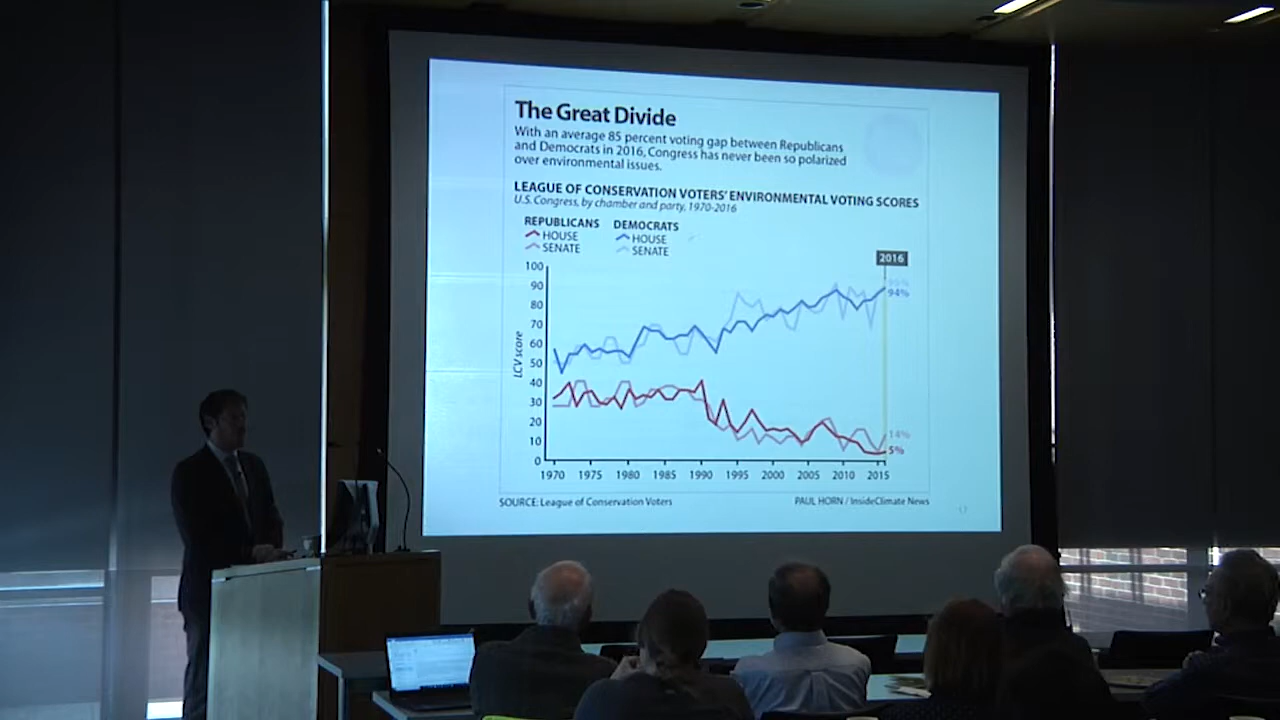 The Great Divide
With an average 85 percent voting gap between Republicans
and Democrats in 2016, Congress has never been so polarized
over environmental issues.
LEAGUE OF CONSERVATION VOTERS' ENVIRONMENTAL VOTING SCORES
U.S. Congress, by chamber and party, 1970-2016
REPUBLICANS DEMOCRATS
HOUSE HOUSE
SENATE SENATE
2016
100
90
80
70
60
50
40
30
20
10
0
LCV score
94%
14%
5%
1970 1975 1980 1985 1990 1995 2000 2005 2010 2015
SOURCE: League of Conservation Voters PAUL HORN / InsideClimate News